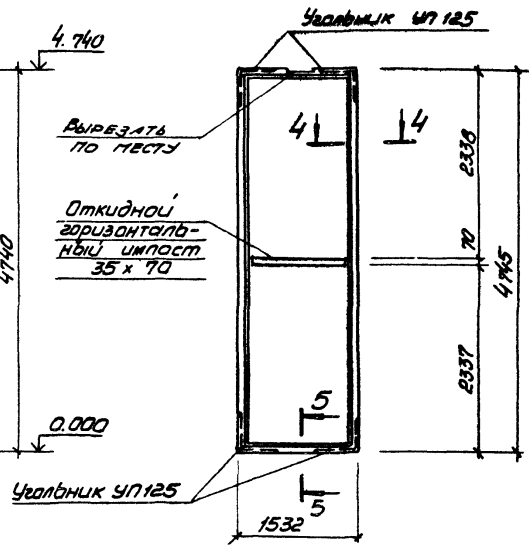 Угольник УП 125
4.740
Вырезать
по месту
4
4
2338
Откидной
горизонталь-
ный импост
35 x 70
70
4740
4745
2337
5
0.000
Угольник УП125
5
1532